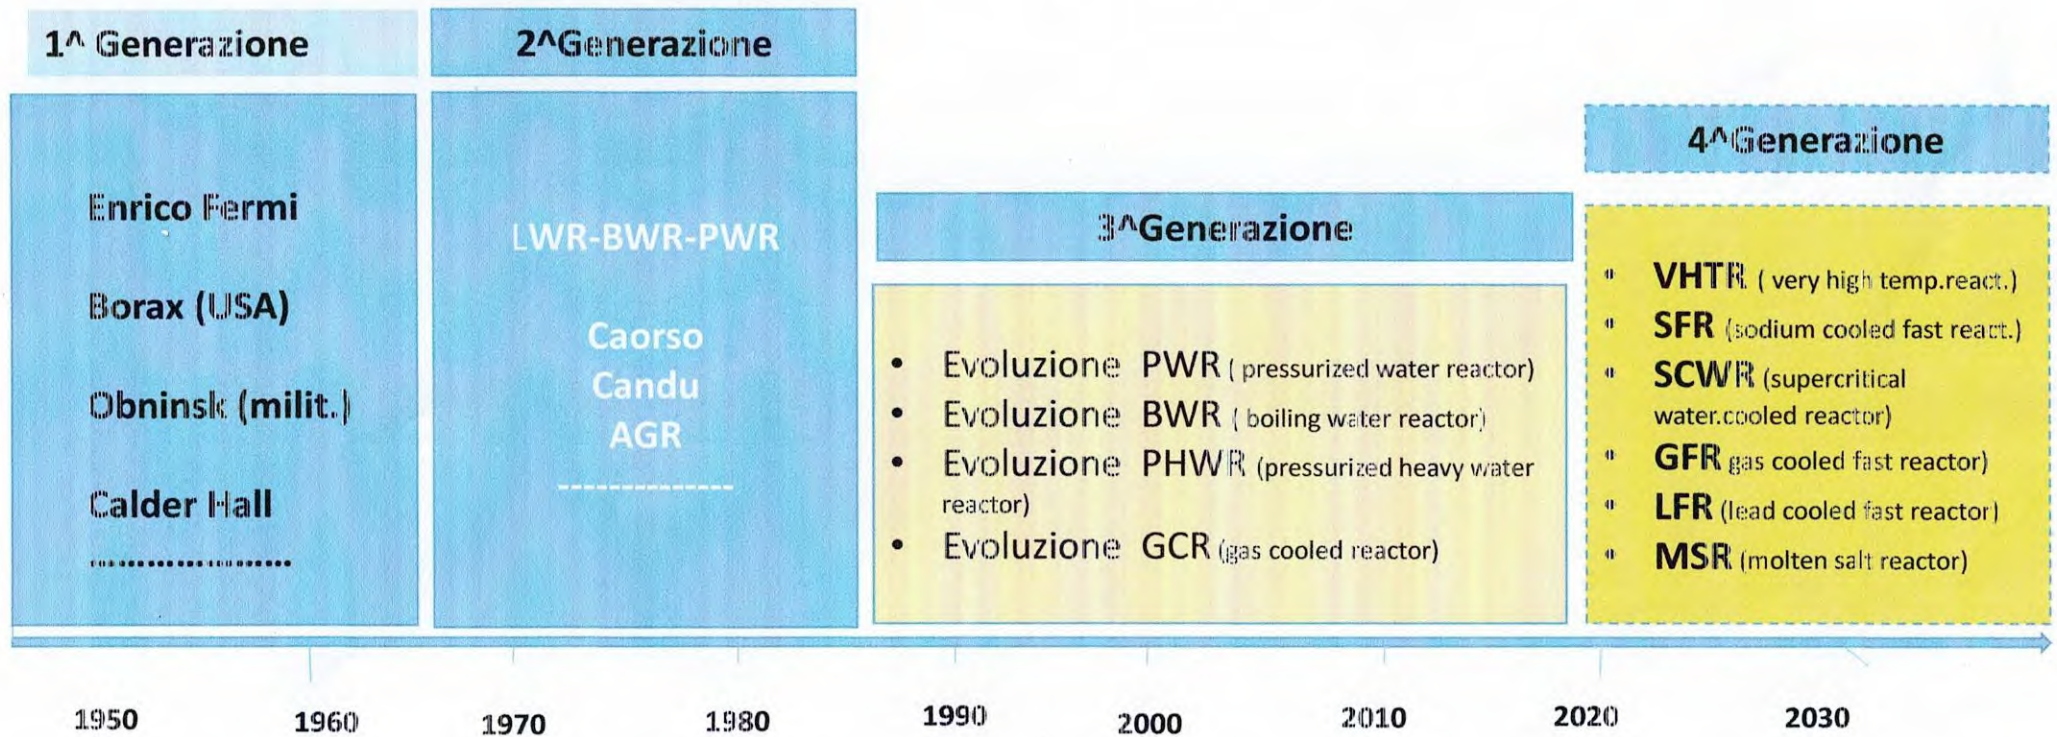 1^ Generazione
Enrico Fermi
Borax (USA)
Obninsk (milit.)
Calder Hall
2^Generazione
LWR-BWR-PWR
Caorso
Candu
AGR
--------------
3^Generazione
• Evoluzione PWR ( pressurized water reactor)
• Evoluzione BWR ( boiling water reactor)
• Evoluzione PHWR (pressurized heavy water
reactor)
• Evoluzione GCR (gas cooled reactor)
4^Generazione
• VHTR ( very high temp.react.)
• SFR (sodium cooled fast react.)
• SCWR (supercritical
water.cooled reactor)
• GFR gas cooled fast reactor)
• LFR (lead cooled fast reactor)
• MSR (molten salt reactor)
1950 1960 1970 1980 1990 2000 2010 2020 2030